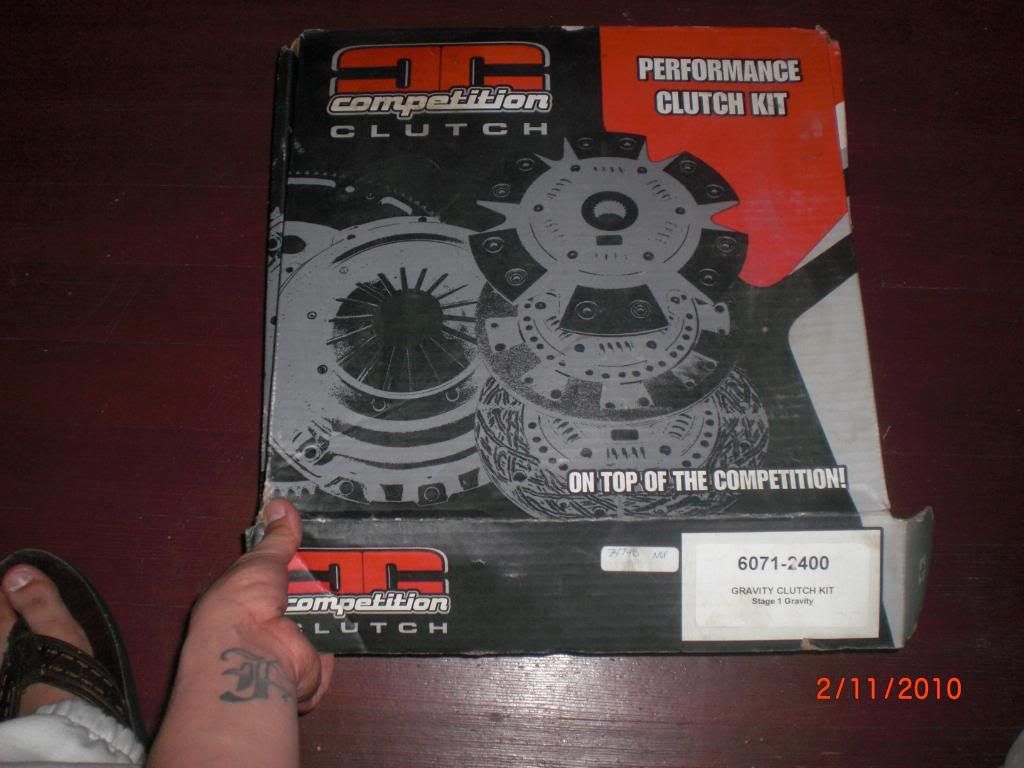 competition
CLUTCH
PERFORMANCE
CLUTCH KIT
ON TOP OF THE COMPETITION!
competition
CLUTCH
6071-2400
GRAVITY CLUTCH KIT
Stage 1 Gravity
2/11/2010